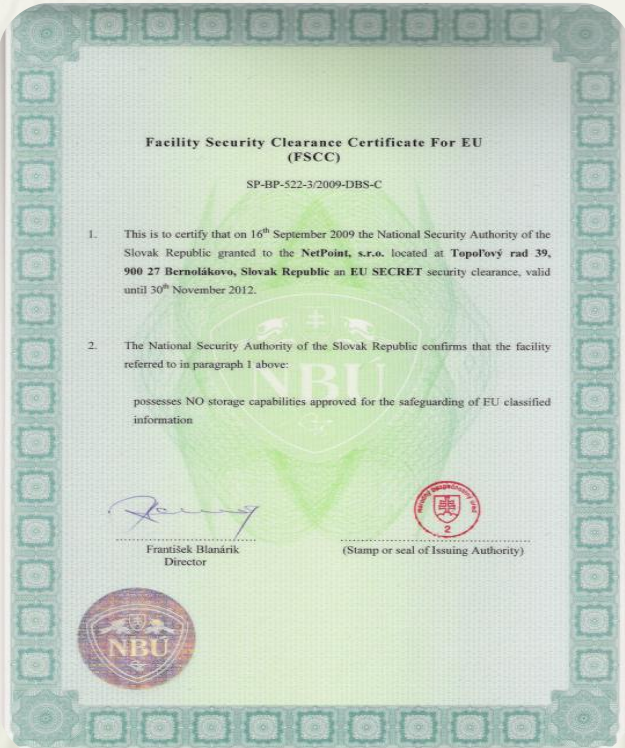 Facility Security Clearance Certificate For EU
(FSCC)
SP-BP-522-3/2009-DBS-C
1. This is to certify that on 16th September 2009 the National Security Authority of the
Slovak Republic granted to the NetPoint, s.r.o. located at Topoľový rad 39,
900 27 Bernolákovo, Slovak Republic an EU SECRET security clearance, valid
until 30th November 2012.
2. The National Security Authority of the Slovak Republic confirms that the facility
referred to in paragraph 1 above:
NBÚ
possesses NO storage capabilities approved for the safeguarding of EU classified
information
národný bezpečnostný úrad
2
František Blanárik
Director
(Stamp or seal of Issuing Authority)
NBÚ